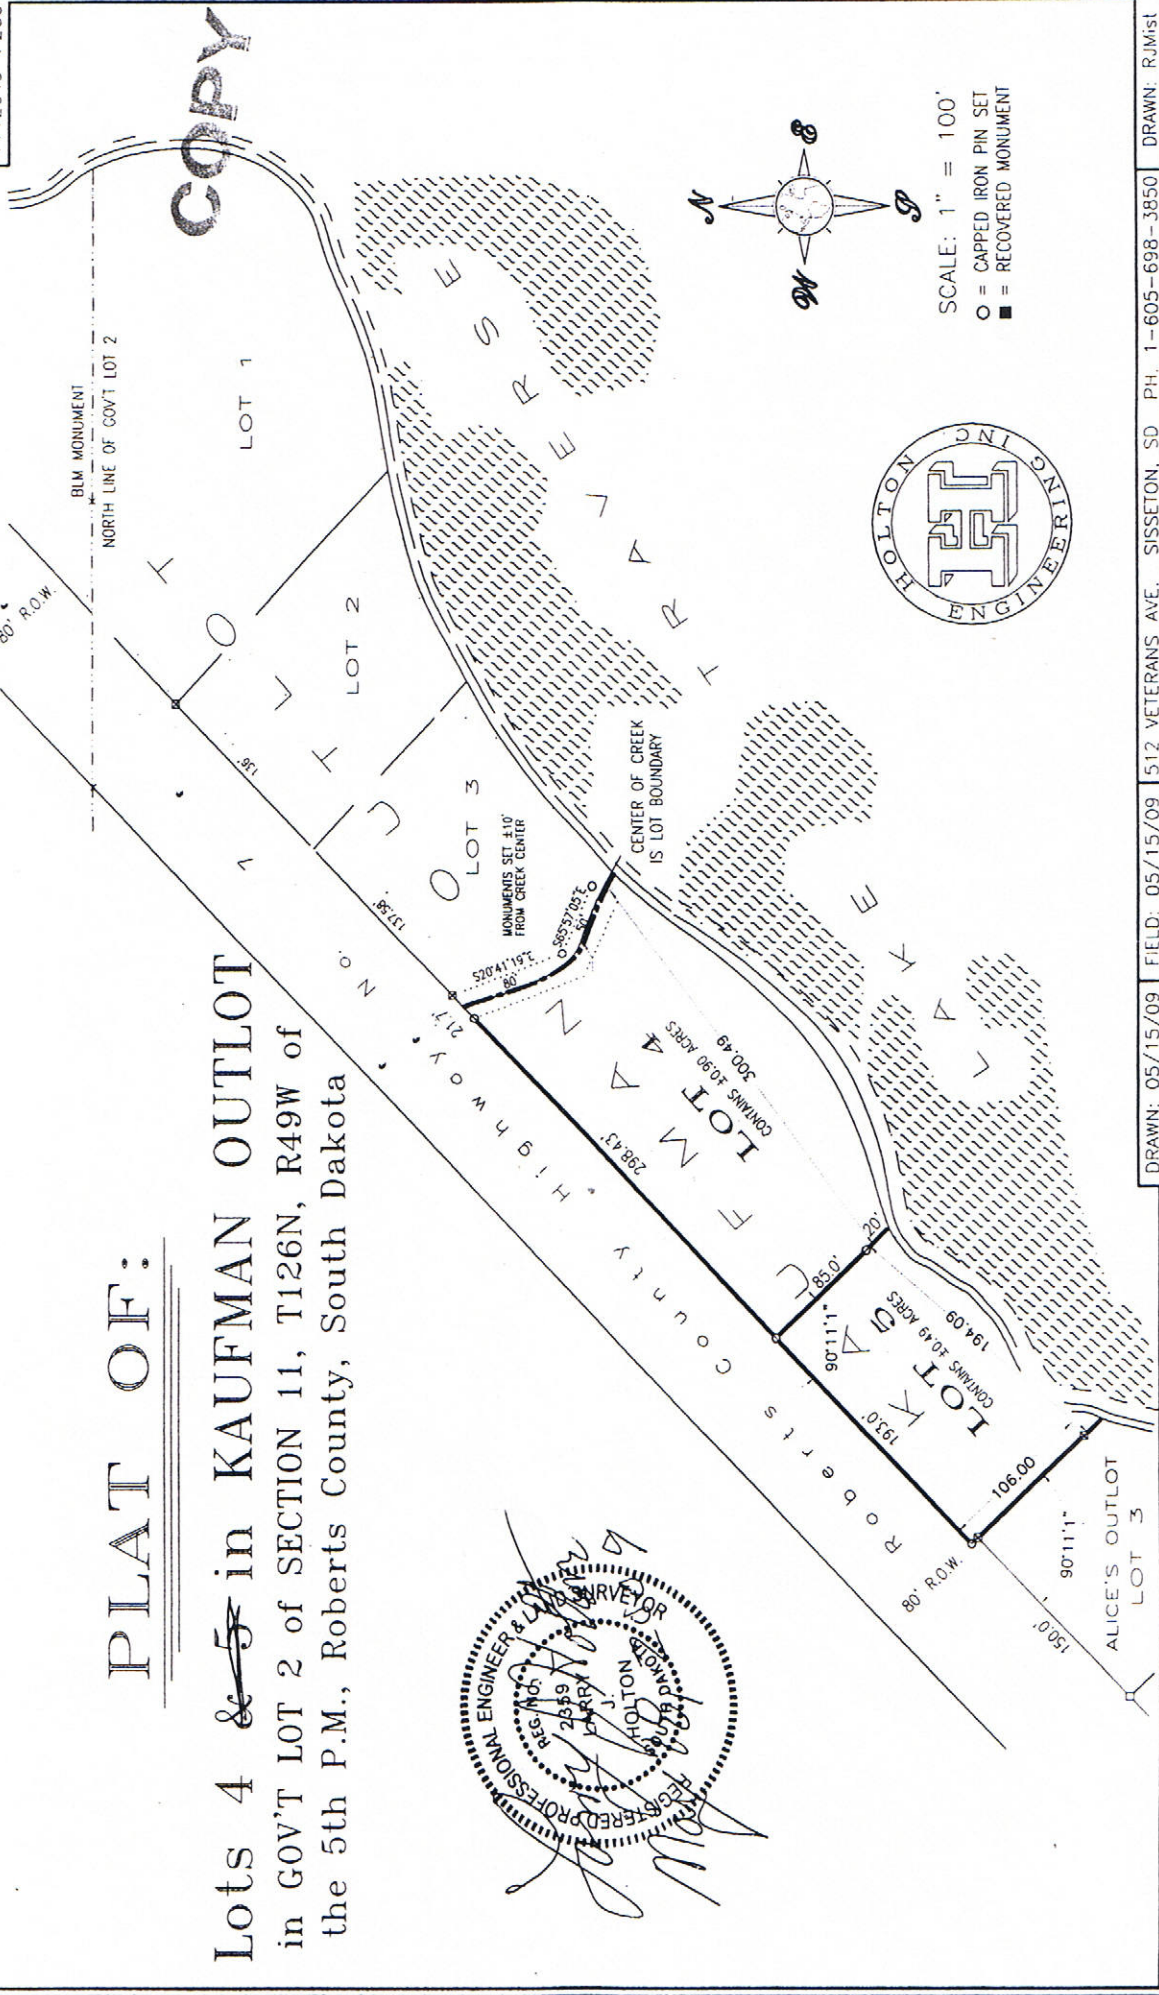 PLAT OF:
Lots 4 & 5 in KAUFMAN OUTLOT
in GOV'T LOT 2 of SECTION 11, T126N, R49W of
the 5th P.M., Roberts County, South Dakota
COPY
80' R.O.W.
BLM MONUMENT
NORTH LINE OF GOV'T LOT 2
LOT 1
LOT 2
LOT 3
136'
137.58'
MONUMENTS SET ±10'
FROM CREEK CENTER
S20°41'19"E
80'
S65°57'05"E
50'
21.7'
CENTER OF CREEK
IS LOT BOUNDARY
Roberts County Highway No. 7
KAUFMAN OUTLOT
LAKE TRAVERSE
298.43'
LOT 4
CONTAINS ±0.90 ACRES
300.49
85.0'
20'
90°11'1"
193.0'
LOT 5
CONTAINS ±0.49 ACRES
194.09
106.00
90°11'1"
80' R.O.W.
150.0'
ALICE'S OUTLOT
LOT 3
REGISTERED PROFESSIONAL ENGINEER & LAND SURVEYOR
REG. NO.
2359
LARRY
J.
HOLTON
SOUTH DAKOTA
N
W
E
S
SCALE: 1" = 100'
O = CAPPED IRON PIN SET
■ = RECOVERED MONUMENT
HOLTON ENGINEERING INC
HE
DRAWN: 05/15/09
FIELD: 05/15/09
512 VETERANS AVE. SISSETON, SD PH. 1-605-698-3850
DRAWN: RJMist